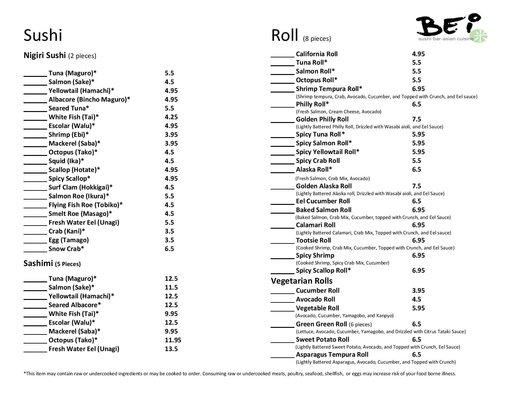 Sushi
Nigiri Sushi (2 pieces)
______ Tuna (Maguro)* 5.5
______ Salmon (Sake)* 4.5
______ Yellowtail (Hamachi)* 4.95
______ Albacore (Bincho Maguro)* 4.95
______ Seared Tuna* 5.5
______ White Fish (Tai)* 4.25
______ Escolar (Walu)* 4.95
______ Shrimp (Ebi)* 3.95
______ Mackerel (Saba)* 3.95
______ Octopus (Tako)* 4.5
______ Squid (Ika)* 4.5
______ Scallop (Hotate)* 4.95
______ Spicy Scallop* 4.95
______ Surf Clam (Hokkigai)* 4.5
______ Salmon Roe (Ikura)* 5.5
______ Flying Fish Roe (Tobiko)* 4.5
______ Smelt Roe (Masago)* 4.5
______ Fresh Water Eel (Unagi) 5.5
______ Crab (Kani)* 3.5
______ Egg (Tamago) 3.5
______ Snow Crab* 6.5
Sashimi (5 Pieces)
______ Tuna (Maguro)* 12.5
______ Salmon (Sake)* 11.5
______ Yellowtail (Hamachi)* 12.5
______ Seared Albacore* 12.5
______ White Fish (Tai)* 9.95
______ Escolar (Walu)* 12.5
______ Mackerel (Saba)* 9.95
______ Octopus (Tako)* 11.95
______ Fresh Water Eel (Unagi) 13.5
Roll (8 pieces)
BEi
sushi bar·asian cuisine
______ California Roll 4.95
______ Tuna Roll* 5.5
______ Salmon Roll* 5.5
______ Octopus Roll* 5.5
______ Shrimp Tempura Roll* 6.95
(Shrimp tempura, Crab, Avocado, Cucumber, and Topped with Crunch, and Eel sauce)
______ Philly Roll* 6.5
(Fresh Salmon, Cream Cheese, Avocado)
______ Golden Philly Roll 7.5
(Lightly Battered Philly Roll, Drizzled with Wasabi aioli, and Eel Sauce)
______ Spicy Tuna Roll* 5.95
______ Spicy Salmon Roll* 5.95
______ Spicy Yellowtail Roll* 5.95
______ Spicy Crab Roll 5.5
______ Alaska Roll* 6.5
(Fresh Salmon, Crab Mix, Avocado)
______ Golden Alaska Roll 7.5
(Lightly Battered Alaska roll, Drizzled with Wasabi aioli, and Eel Sauce)
______ Eel Cucumber Roll 6.5
______ Baked Salmon Roll 6.95
(Baked Salmon, Crab Mix, Cucumber, topped with Crunch, and Eel Sauce)
______ Calamari Roll 6.95
(Lightly Battered Calamari, Crab Mix, Topped with Crunch, and Eel sauce)
______ Tootsie Roll 6.95
(Cooked Shrimp, Crab Mix, Cucumber, Topped with Crunch, and Eel Sauce)
______ Spicy Shrimp 6.95
(Cooked Shrimp, Spicy Crab Mix, Cucumber)
______ Spicy Scallop Roll* 6.95
Vegetarian Rolls
______ Cucumber Roll 3.95
______ Avocado Roll 4.5
______ Vegetable Roll 5.95
(Avocado, Cucumber, Yamagobo, and Kanpyo)
______ Green Green Roll (6 pieces) 6.5
(Lettuce, Avocado, Cucumber, Yamagobo, and Drizzled with Citrus Tataki Sauce)
______ Sweet Potato Roll 6.5
(Lightly Battered Sweet Potato, Avocado, and Topped with Crunch, Eel Sauce)
______ Asparagus Tempura Roll 6.5
(Lightly Battered Asparagus, Avocado, Cucumber, and Topped with Crunch)
*This item may contain raw or undercooked ingredients or may be cooked to order. Consuming raw or undercooked meats, poultry, seafood, shellfish, or eggs may increase risk of your food borne illness.